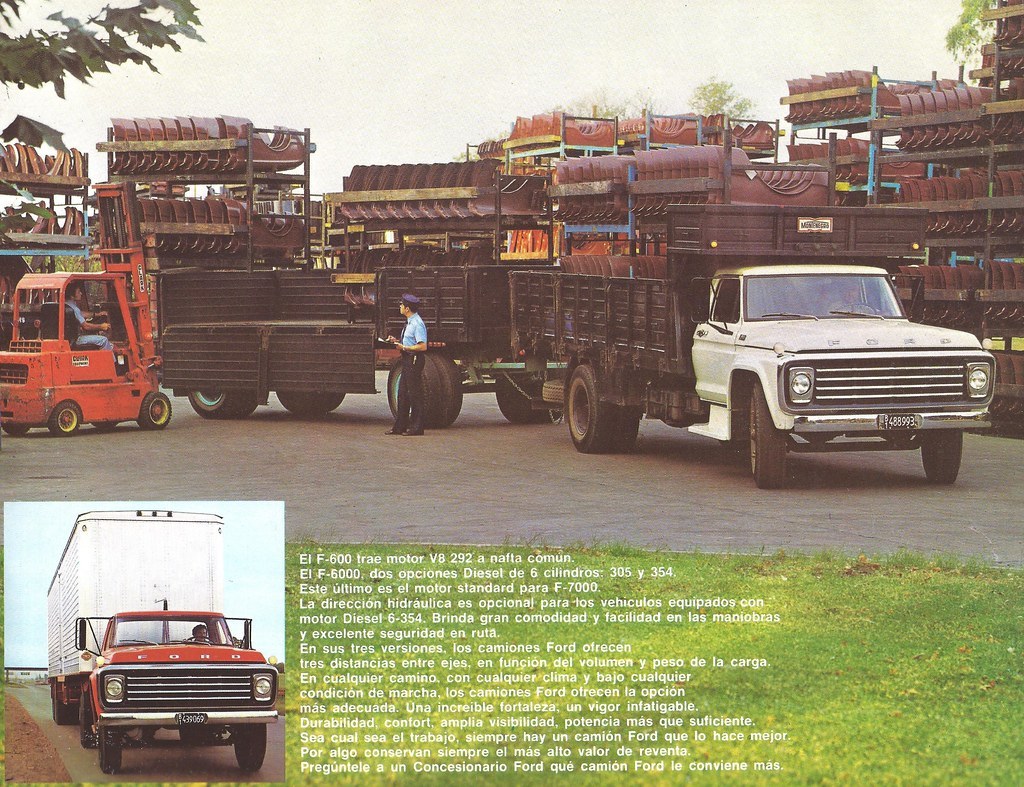 MONTENEGRO
FORD
B 488993
CLARK
FORD
B 439069
El F-600 trae motor V8 292 a nafta común.
El F-6000, dos opciones Diesel de 6 cilindros: 305 y 354.
Este último es el motor standard para F-7000.
La dirección hidráulica es opcional para los vehículos equipados con
motor Diesel 6-354. Brinda gran comodidad y facilidad en las maniobras
y excelente seguridad en ruta.
En sus tres versiones, los camiones Ford ofrecen
tres distancias entre ejes, en función del volumen y peso de la carga.
En cualquier camino, con cualquier clima y bajo cualquier
condición de marcha, los camiones Ford ofrecen la opción
más adecuada. Una increíble fortaleza, un vigor infatigable.
Durabilidad, confort, amplia visibilidad, potencia más que suficiente.
Sea cual sea el trabajo, siempre hay un camión Ford que lo hace mejor.
Por algo conservan siempre el más alto valor de reventa.
Pregúntele a un Concesionario Ford qué camión Ford le conviene más.